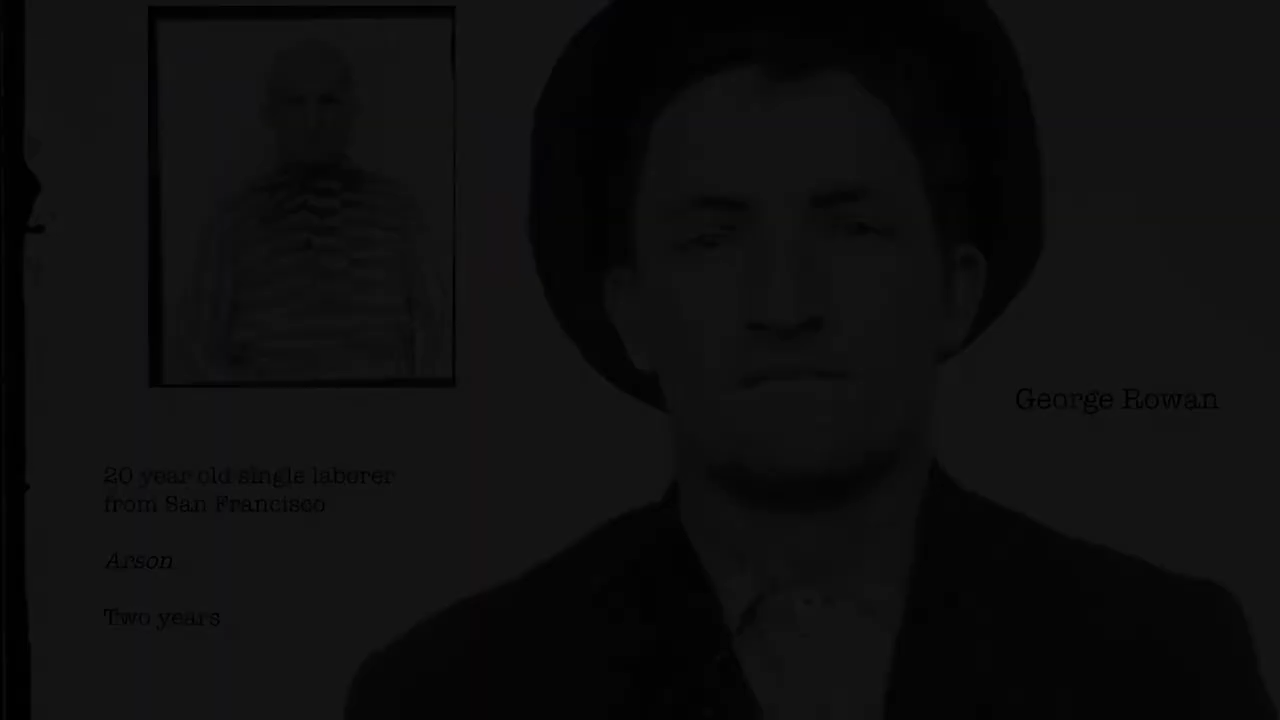 George Rowan
20 year old single laborer
from San Francisco
Arson
Two years